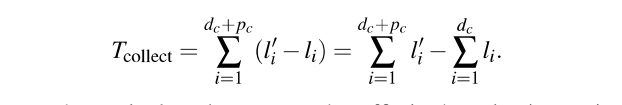 T_collect = \sum_{i=1}^{d_c+p_c} (l'_i − l_i) = \sum_{i=1}^{d_c+p_c} l'_i − \sum_{i=1}^{d_c} l_i.